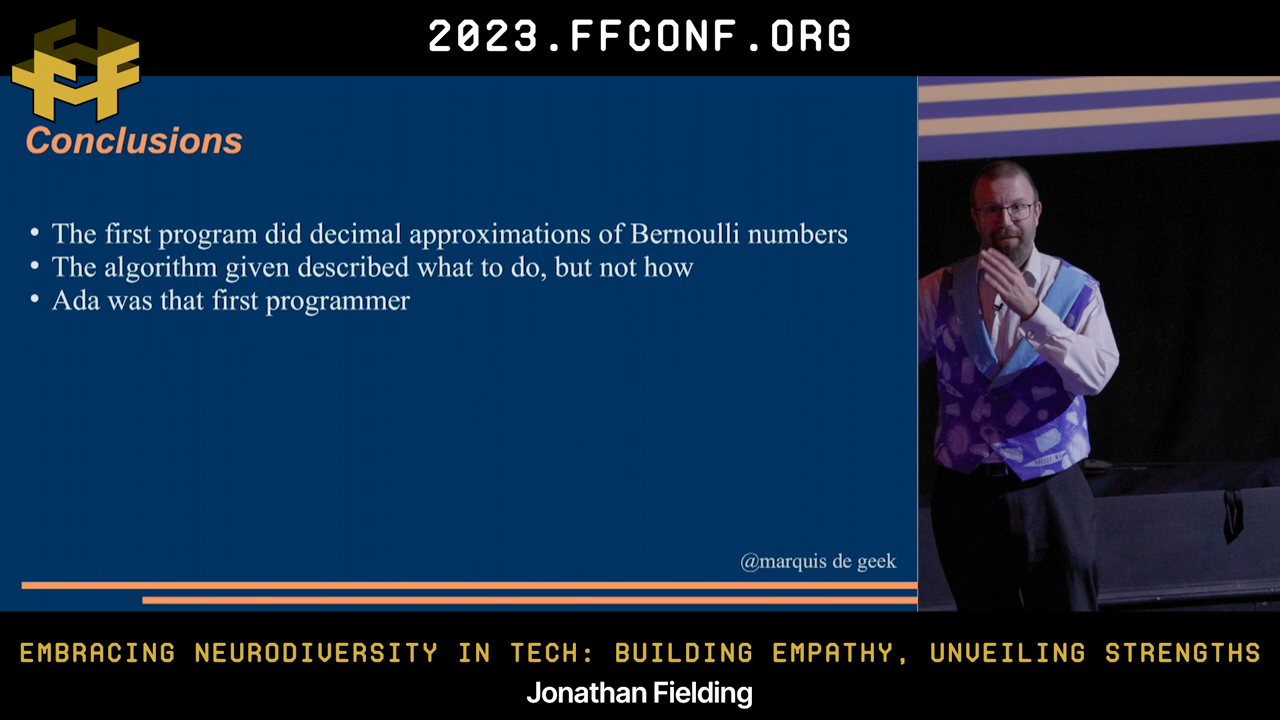 2023.FFCONF.ORG
Conclusions
• The first program did decimal approximations of Bernoulli numbers
• The algorithm given described what to do, but not how
• Ada was that first programmer
@marquis de geek
EMBRACING NEURODIVERSITY IN TECH: BUILDING EMPATHY, UNVEILING STRENGTHS
Jonathan Fielding